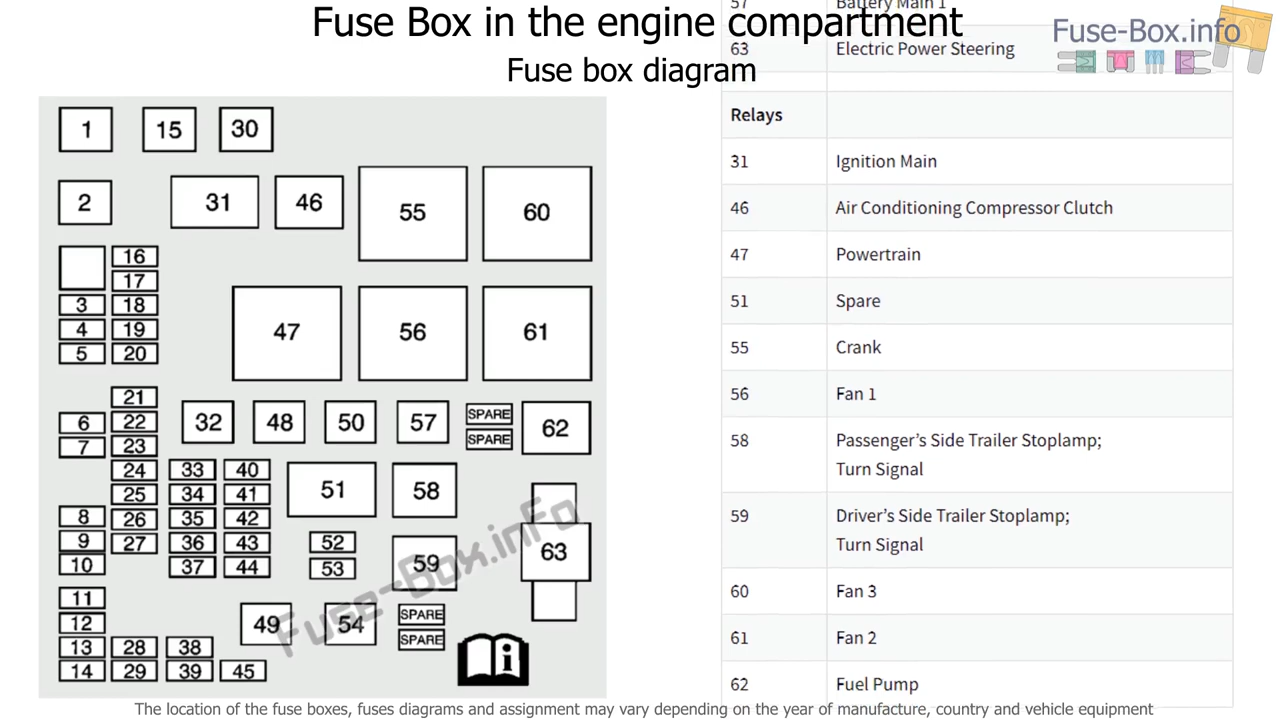 Fuse Box in the engine compartment
Fuse box diagram
Fuse-Box.info
1 15 30
2 31 46 55 60
16
17
3 18
4 19
5 20
47 56 61
21
6 22
7 23
24
25
8 26
9 27
10
32 48 50 57 SPARE 62
SPARE
33 40
34 41
35 42
36 43
37 44
51 58
52
53
59
63
11
12
13 28 38
14 29 39 45
49 54 SPARE
SPARE
i
Fuse-Box.inFo
57 Battery Main 1
63 Electric Power Steering
Relays
31 Ignition Main
46 Air Conditioning Compressor Clutch
47 Powertrain
51 Spare
55 Crank
56 Fan 1
58 Passenger’s Side Trailer Stoplamp;
Turn Signal
59 Driver’s Side Trailer Stoplamp;
Turn Signal
60 Fan 3
61 Fan 2
62 Fuel Pump
The location of the fuse boxes, fuses diagrams and assignment may vary depending on the year of manufacture, country and vehicle equipment